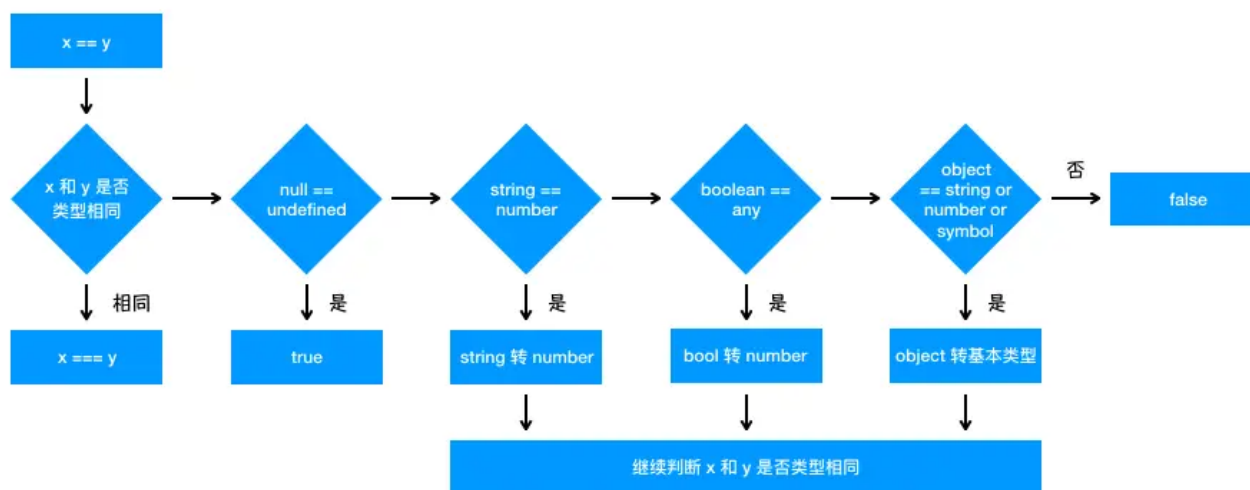 x == y
x 和 y 是否
类型相同
null ==
undefined
string ==
number
boolean ==
any
object
== string or
number or
symbol
否
false
相同
是
是
是
是
x === y
true
string 转 number
bool 转 number
object 转基本类型
继续判断 x 和 y 是否类型相同